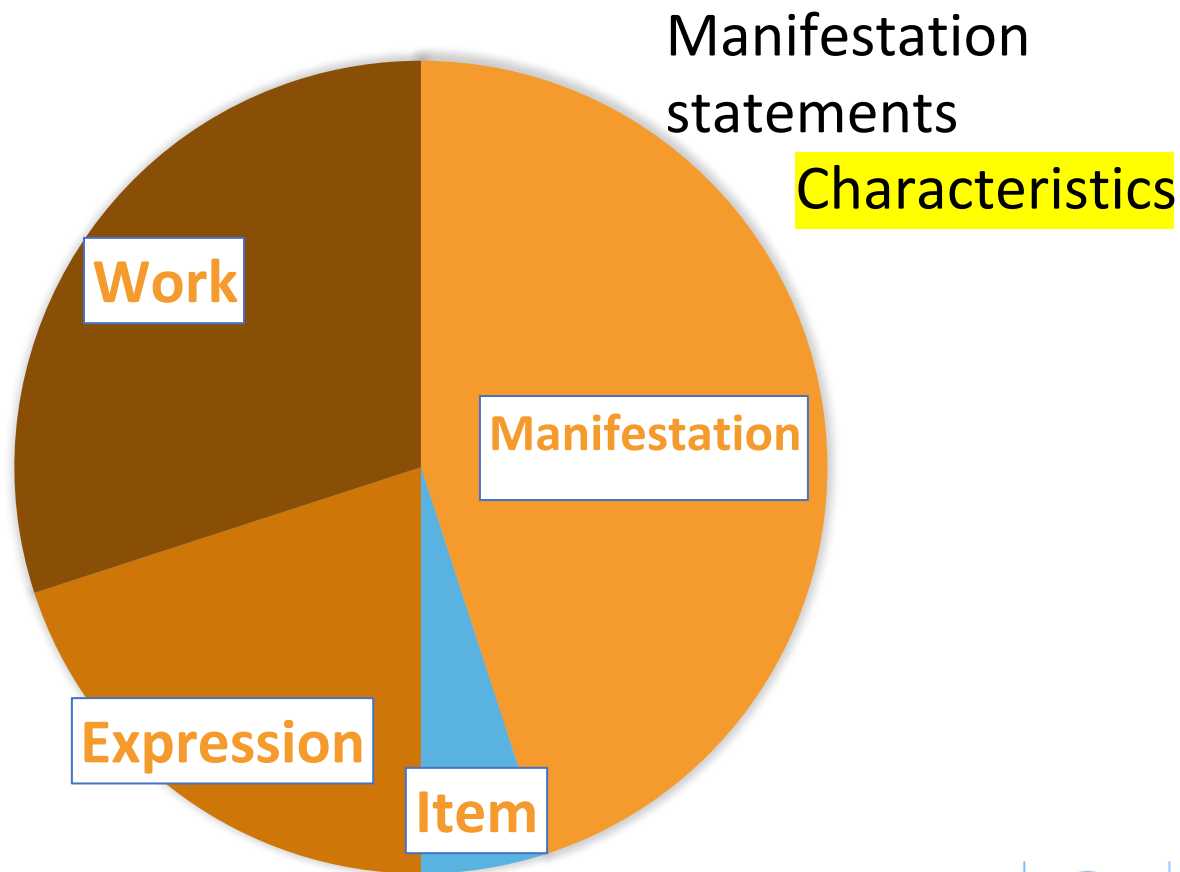 Manifestation
statements
Characteristics
Work
Manifestation
Expression
Item